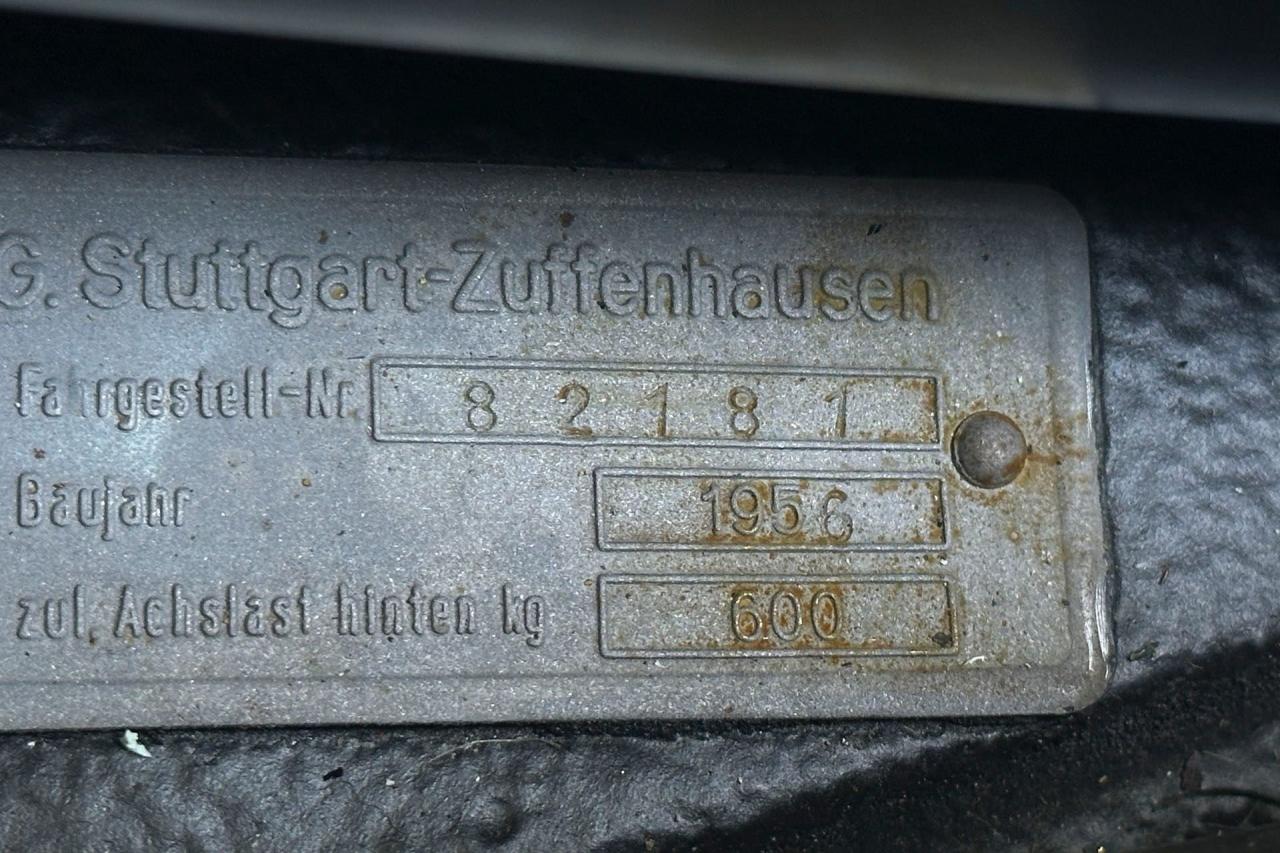 G. Stuttgart-Zuffenhausen
Fahrgestell-Nr. 82181
Baujahr 1956
zul. Achslast hinten kg 600